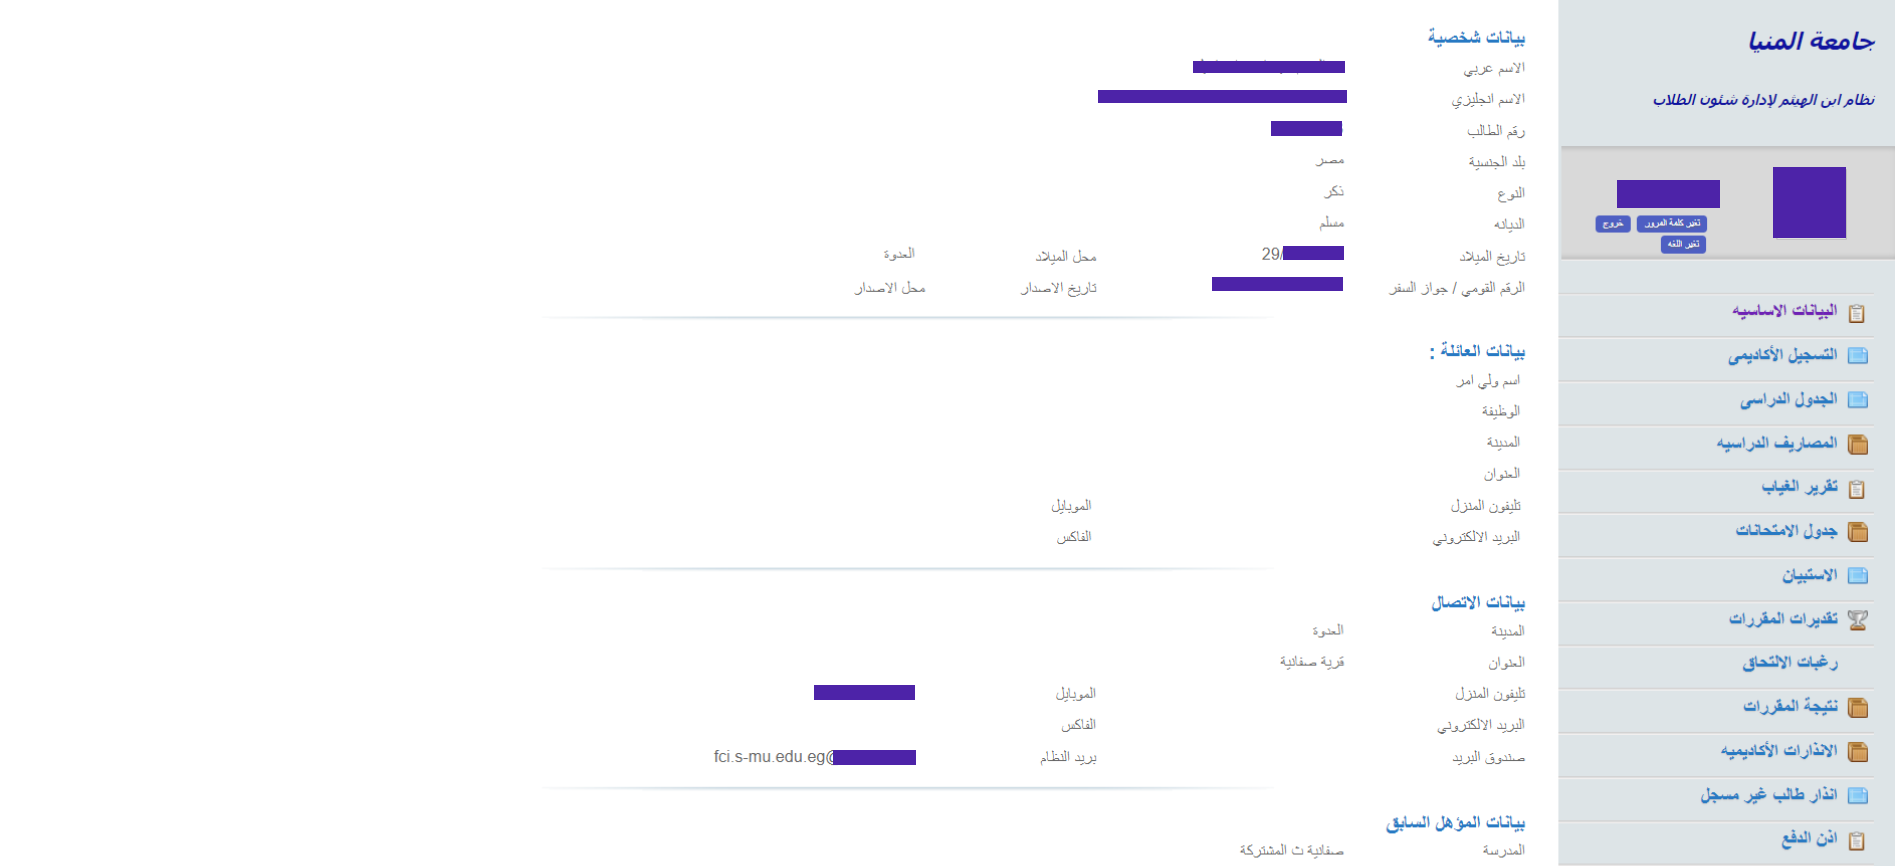 جامعة المنيا
نظام ابن الهيثم لإدارة شئون الطلاب
تغير كلمة المرور خروج
تغير اللغه
البيانات الاساسيه
التسجيل الأكاديمى
الجدول الدراسى
المصاريف الدراسيه
تقرير الغياب
جدول الامتحانات
الاستبيان
تقديرات المقررات
رغبات الالتحاق
نتيجة المقررات
الانذارات الأكاديميه
انذار طالب غير مسجل
اذن الدفع
بيانات شخصية
الاسم عربي
الاسم انجليزي
رقم الطالب
بلد الجنسية مصر
النوع ذكر
الديانه مسلم
تاريخ الميلاد 29/ محل الميلاد العدوة
الرقم القومي / جواز السفر تاريخ الاصدار محل الاصدار
بيانات العائلة :
اسم ولي امر
الوظيفة
المدينة
العنوان
تليفون المنزل الموبايل
البريد الالكتروني الفاكس
بيانات الاتصال
المدينة العدوة
العنوان قرية صفانية
تليفون المنزل الموبايل
البريد الالكتروني الفاكس
صندوق البريد بريد النظام @fci.s-mu.edu.eg
بيانات المؤهل السابق
المدرسة صفانية ث المشتركة